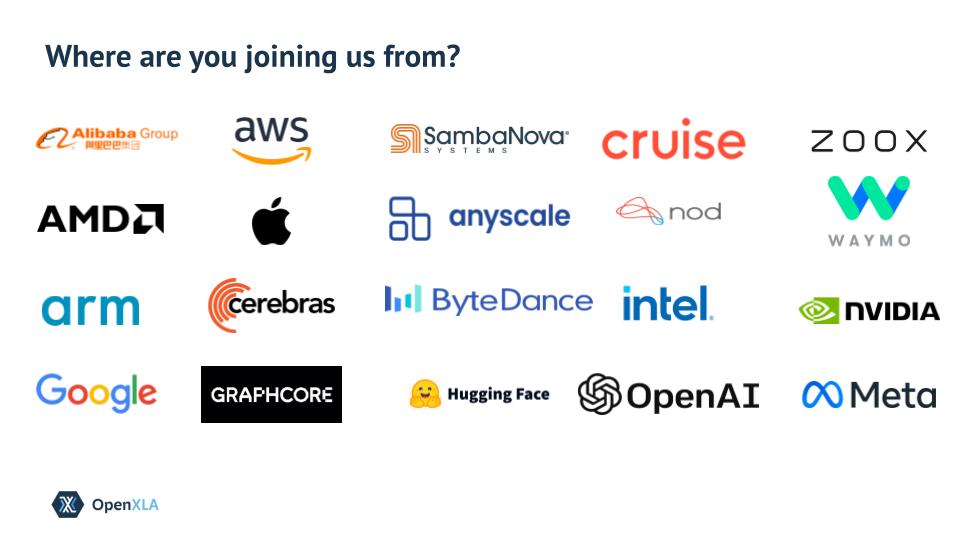 Where are you joining us from?
Alibaba Group
阿里巴巴集团
aws
SambaNova®
SYSTEMS
cruise
ZOOX
AMD
anyscale
nod
WAYMO
arm
cerebras
ByteDance
intel®
NVIDIA
Google
GRAPHCORE
Hugging Face
OpenAI
Meta
OpenXLA